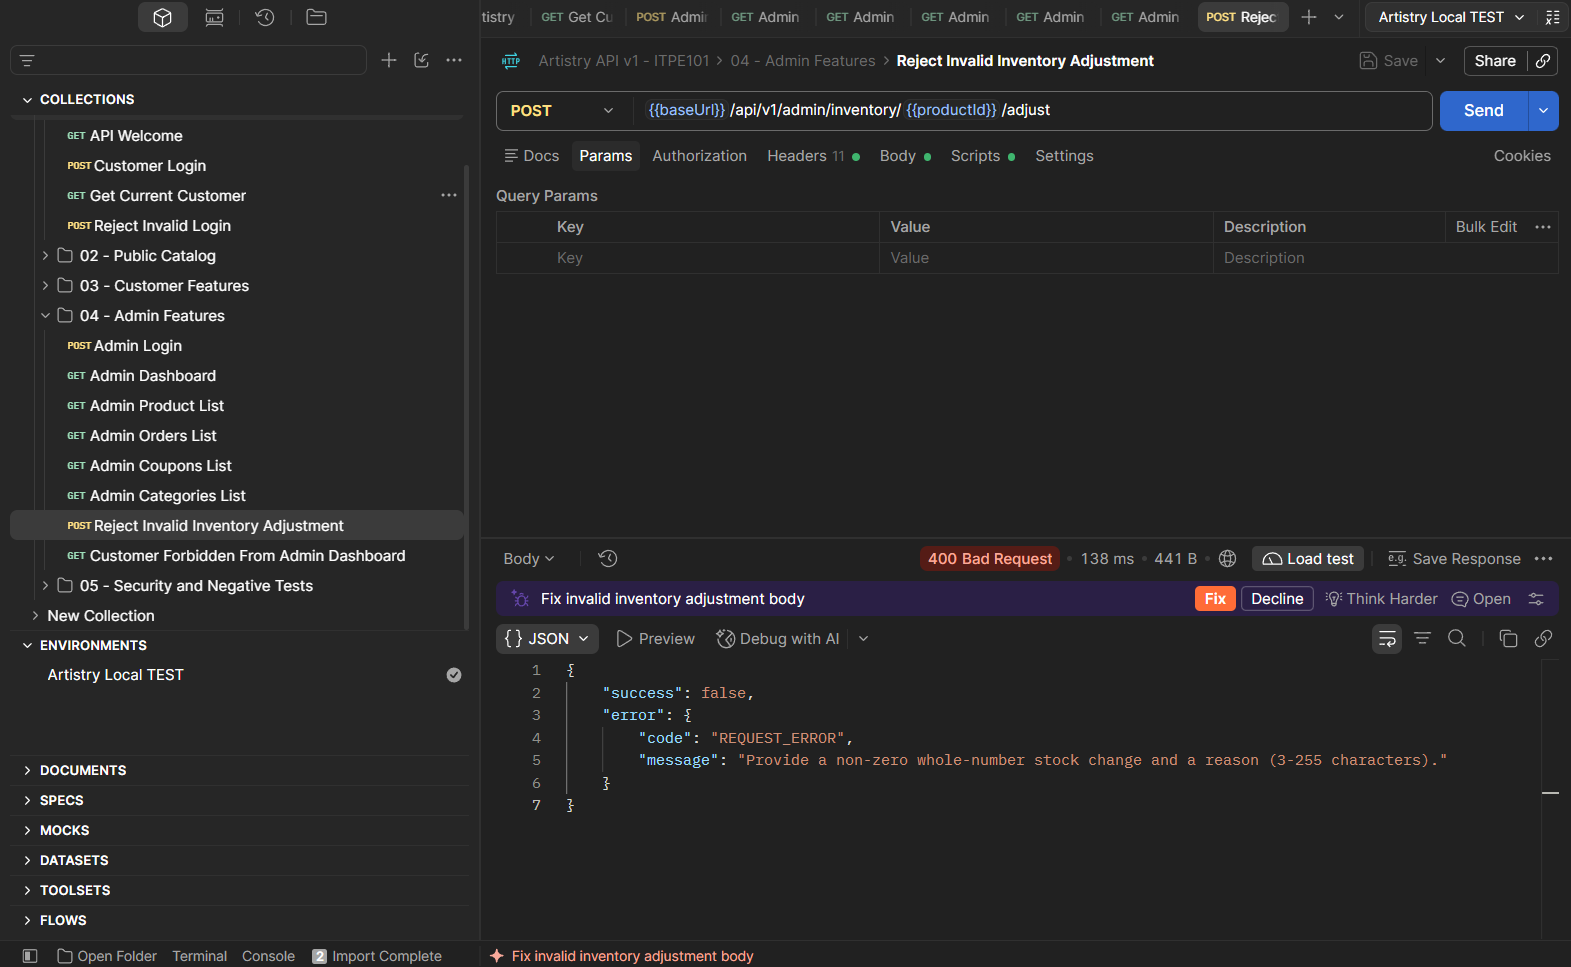 tistry
GET Get Cu
POST Admin
GET Admin
GET Admin
GET Admin
GET Admin
GET Admin
POST Rejec
Artistry Local TEST
HTTP Artistry API v1 - ITPE101 > 04 - Admin Features > Reject Invalid Inventory Adjustment
Save
Share
COLLECTIONS
GET API Welcome
POST Customer Login
GET Get Current Customer
POST Reject Invalid Login
02 - Public Catalog
03 - Customer Features
04 - Admin Features
POST Admin Login
GET Admin Dashboard
GET Admin Product List
GET Admin Orders List
GET Admin Coupons List
GET Admin Categories List
POST Reject Invalid Inventory Adjustment
GET Customer Forbidden From Admin Dashboard
05 - Security and Negative Tests
New Collection
ENVIRONMENTS
Artistry Local TEST
DOCUMENTS
SPECS
MOCKS
DATASETS
TOOLSETS
FLOWS
POST {{baseUrl}} /api/v1/admin/inventory/ {{productId}} /adjust
Send
Docs Params Authorization Headers 11 Body Scripts Settings
Cookies
Query Params
Key Value Description Bulk Edit
Key Value Description
Body
400 Bad Request • 138 ms • 441 B
Load test
e.g. Save Response
Fix invalid inventory adjustment body
Fix Decline Think Harder Open
{} JSON Preview Debug with AI
1 {
2 "success": false,
3 "error": {
4 "code": "REQUEST_ERROR",
5 "message": "Provide a non-zero whole-number stock change and a reason (3-255 characters)."
6 }
7 }
Open Folder Terminal Console 2 Import Complete
Fix invalid inventory adjustment body